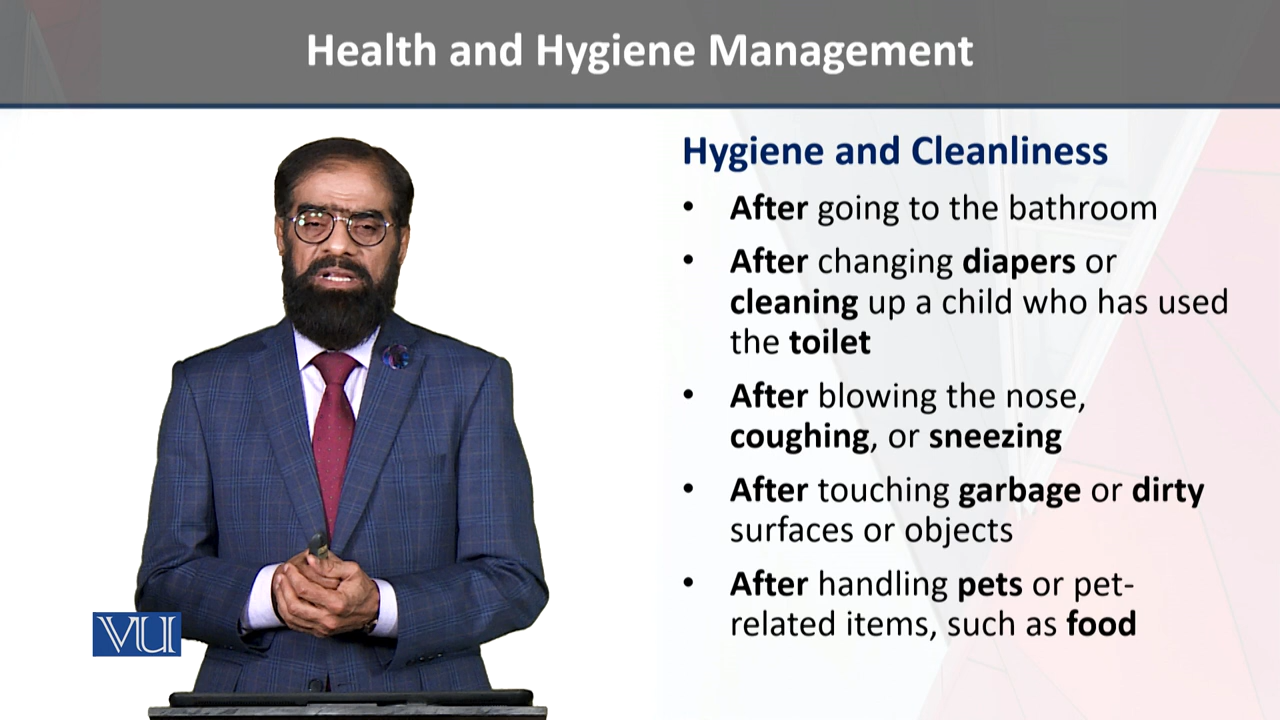 Health and Hygiene Management
Hygiene and Cleanliness
• After going to the bathroom
• After changing diapers or
cleaning up a child who has used
the toilet
• After blowing the nose,
coughing, or sneezing
• After touching garbage or dirty
surfaces or objects
• After handling pets or pet-
related items, such as food
VU